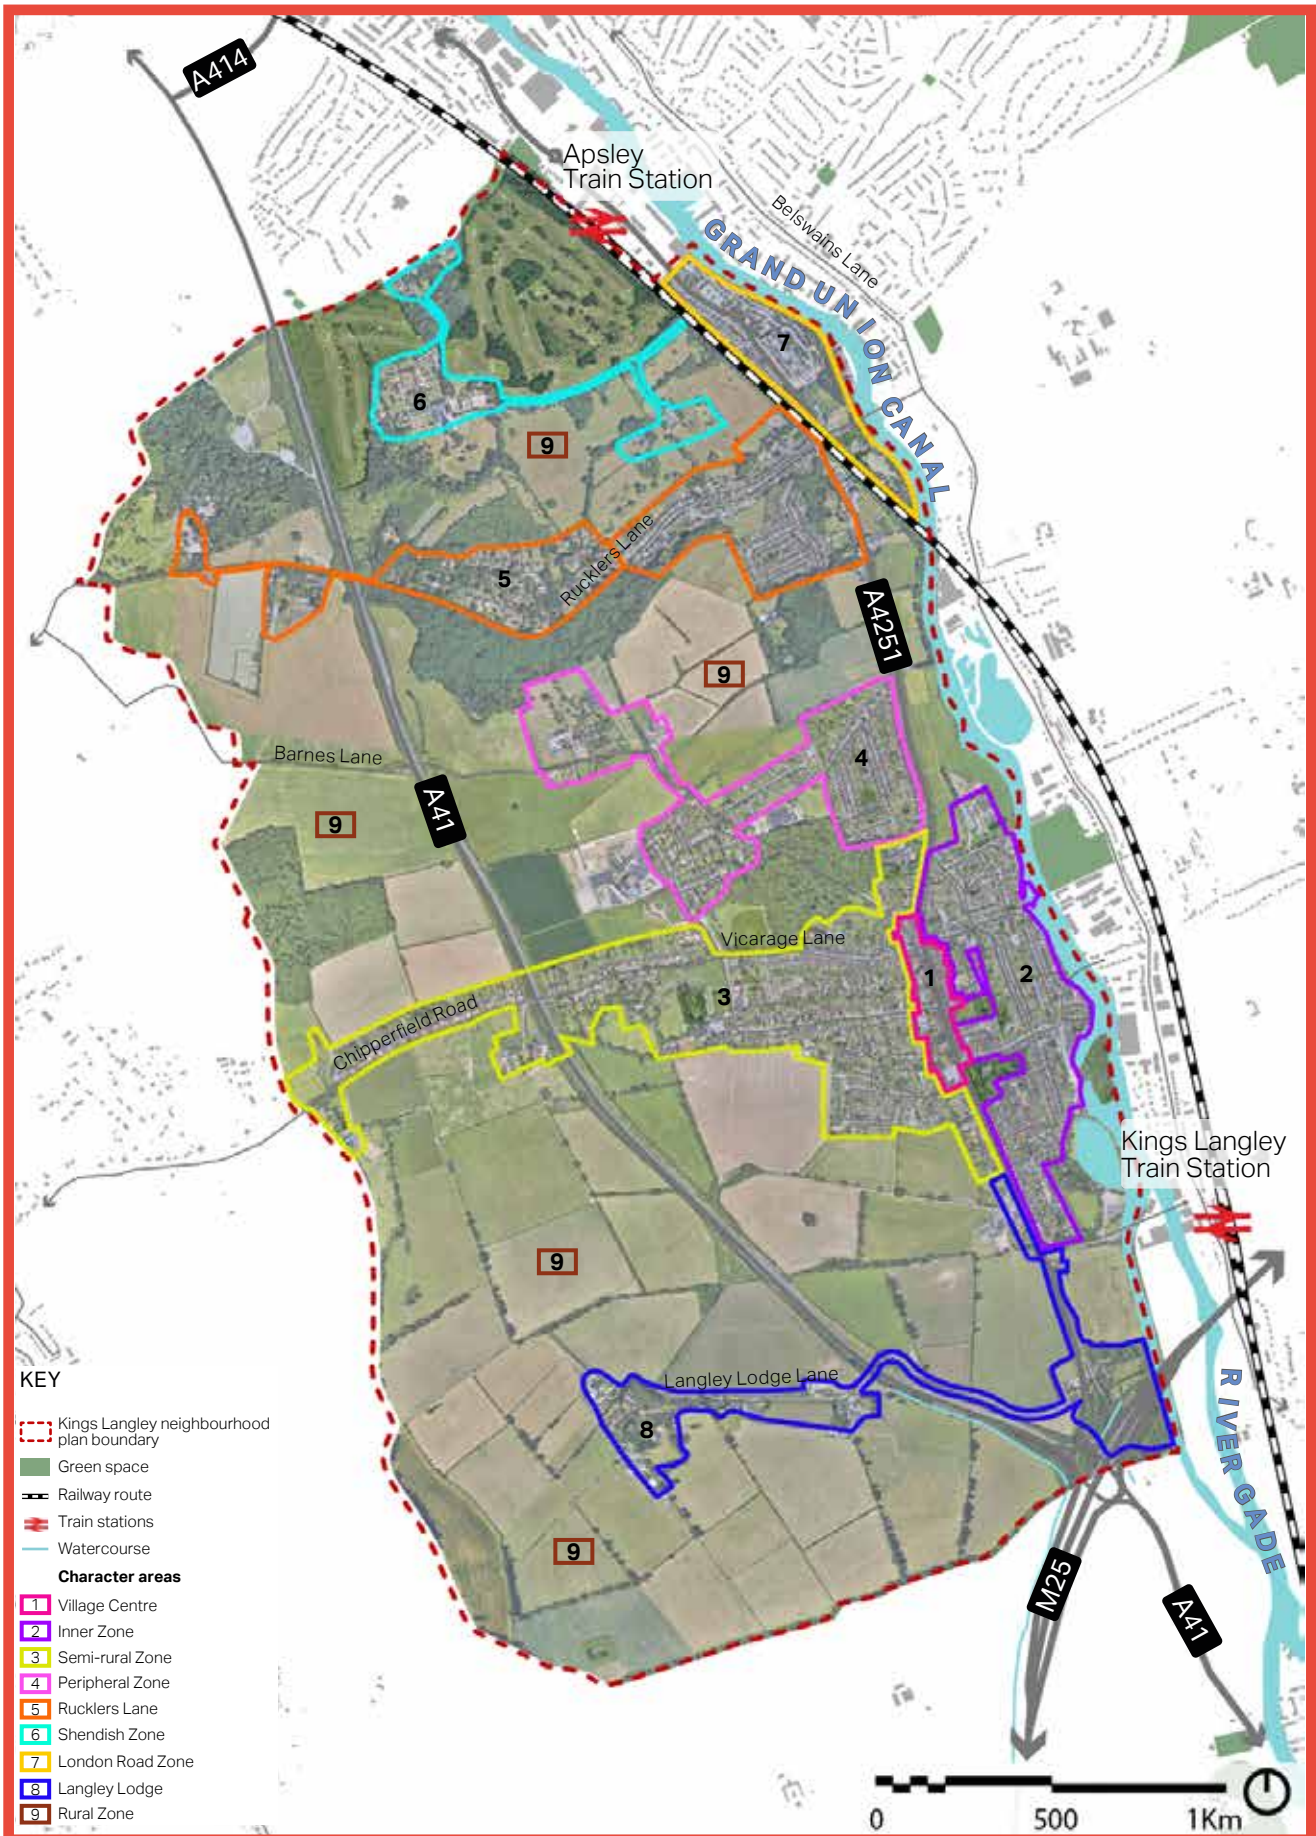 A414
Apsley
Train Station
Belswains Lane
GRAND UNION CANAL
7
6
9
5
Rucklers Lane
A4251
9
4
Barnes Lane
A41
9
Vicarage Lane
1
2
3
Chipperfield Road
Kings Langley
Train Station
9
Langley Lodge Lane
8
RIVER GADE
9
M25
A41
KEY
Kings Langley neighbourhood
plan boundary
Green space
Railway route
Train stations
Watercourse
Character areas
1 Village Centre
2 Inner Zone
3 Semi-rural Zone
4 Peripheral Zone
5 Rucklers Lane
6 Shendish Zone
7 London Road Zone
8 Langley Lodge
9 Rural Zone
0 500 1Km